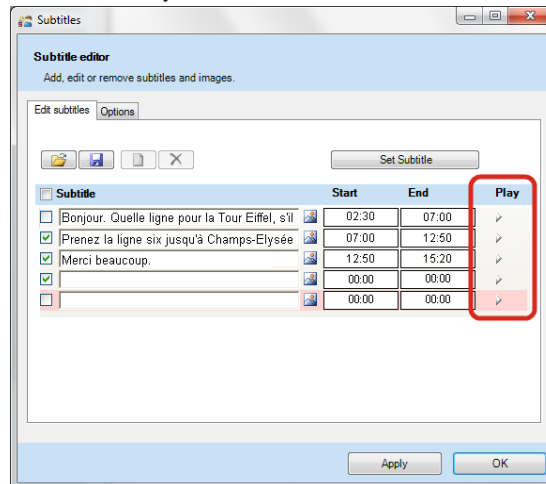 Subtitles
Subtitle editor
Add, edit or remove subtitles and images.
Edit subtitles Options
Set Subtitle
Subtitle Start End Play
Bonjour. Quelle ligne pour la Tour Eiffel, s'il 02:30 07:00
Prenez la ligne six jusqu'à Champs-Elysée 07:00 12:50
Merci beaucoup. 12:50 15:20
00:00 00:00
00:00 00:00
Apply OK